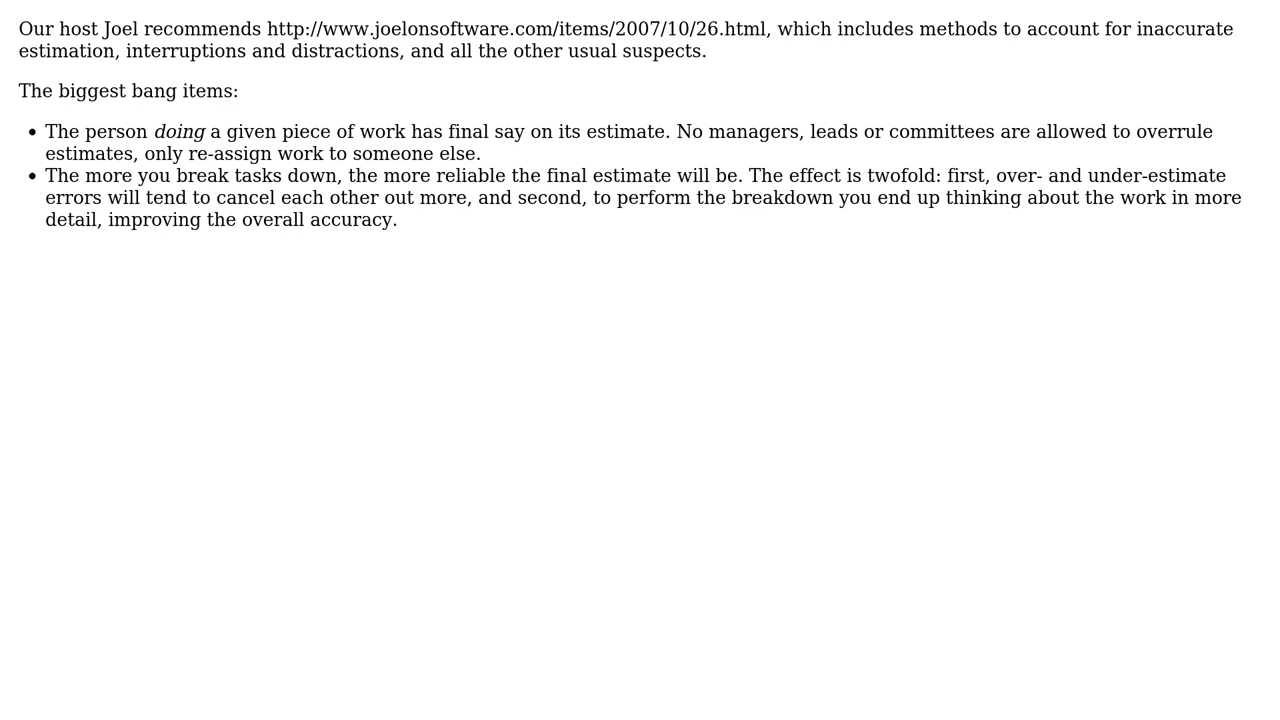 Our host Joel recommends http://www.joelonsoftware.com/items/2007/10/26.html, which includes methods to account for inaccurate
estimation, interruptions and distractions, and all the other usual suspects.
The biggest bang items:
• The person doing a given piece of work has final say on its estimate. No managers, leads or committees are allowed to overrule
estimates, only re-assign work to someone else.
• The more you break tasks down, the more reliable the final estimate will be. The effect is twofold: first, over- and under-estimate
errors will tend to cancel each other out more, and second, to perform the breakdown you end up thinking about the work in more
detail, improving the overall accuracy.